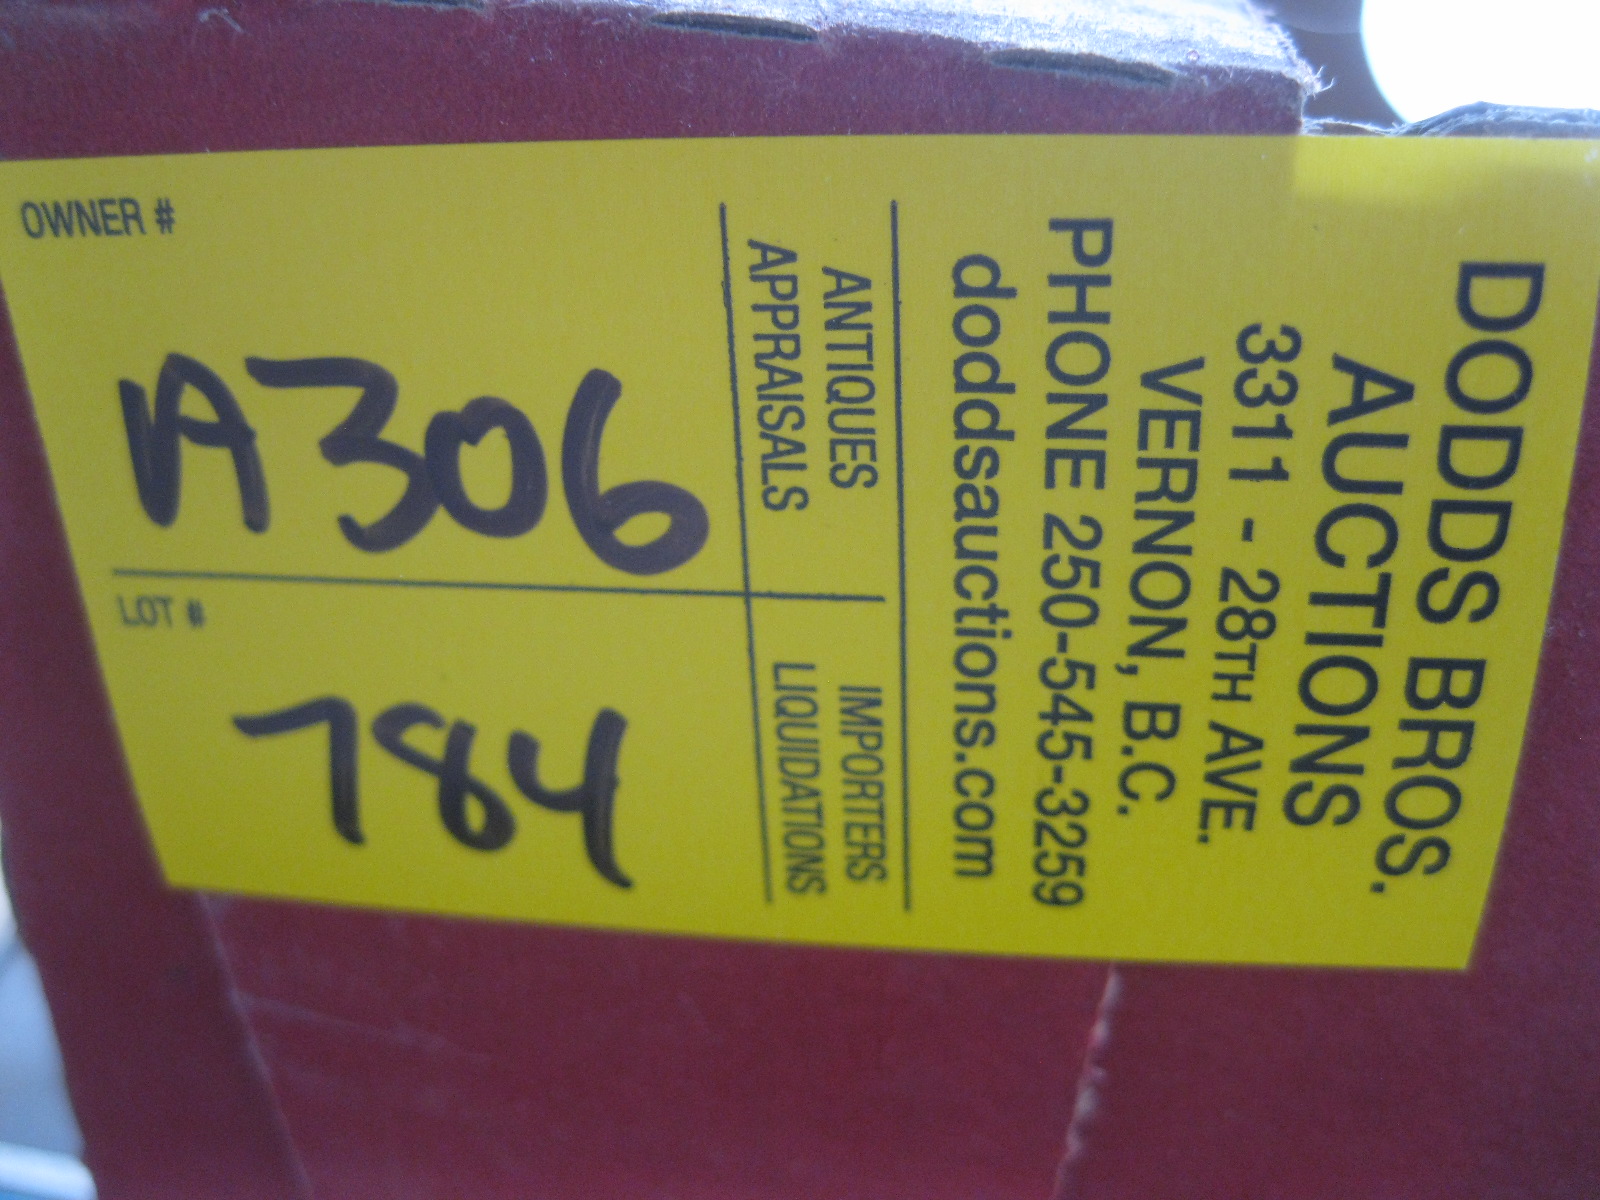 DODDS BROS.
AUCTIONS
3311 - 28TH AVE.
VERNON, B.C.
PHONE 250-545-3259
doddsauctions.com
ANTIQUES IMPORTERS
APPRAISALS LIQUIDATIONS
OWNER #
A306
LOT #
784